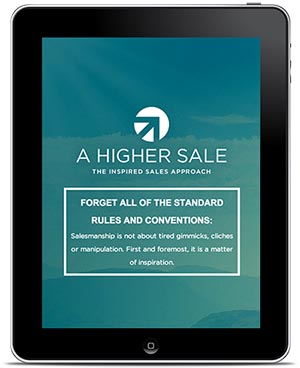 A HIGHER SALE
THE INSPIRED SALES APPROACH
FORGET ALL OF THE STANDARD
RULES AND CONVENTIONS:
Salesmanship is not about tired gimmicks, cliches
or manipulation. First and foremost, it is a matter
of inspiration.